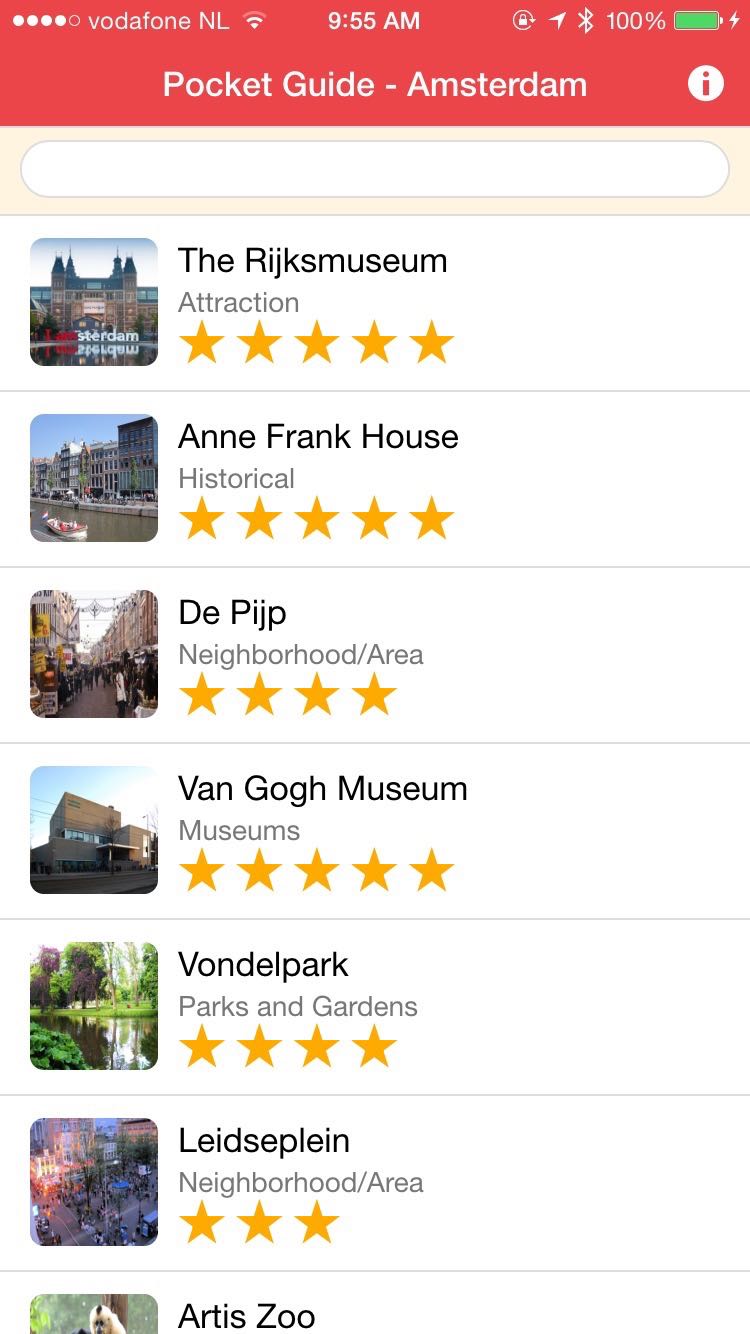 vodafone NL 9:55 AM 100%
Pocket Guide - Amsterdam
The Rijksmuseum
Attraction
I amsterdam
Anne Frank House
Historical
De Pijp
Neighborhood/Area
Van Gogh Museum
Museums
Vondelpark
Parks and Gardens
Leidseplein
Neighborhood/Area
Artis Zoo